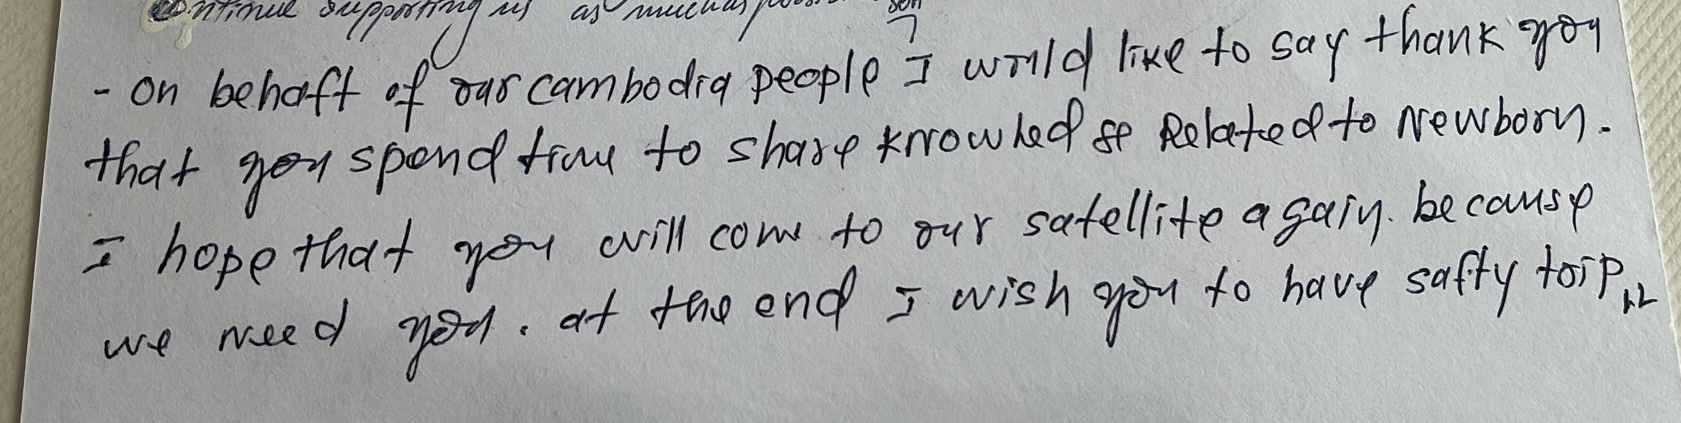 continue supporting us as much as
- on behaft of our cambodia people I would like to say thank you
that you spend time to share knowledge Related to Newborn.
I hope that you will come to our satellite again. because
we need you. at the end I wish you to have safty torp